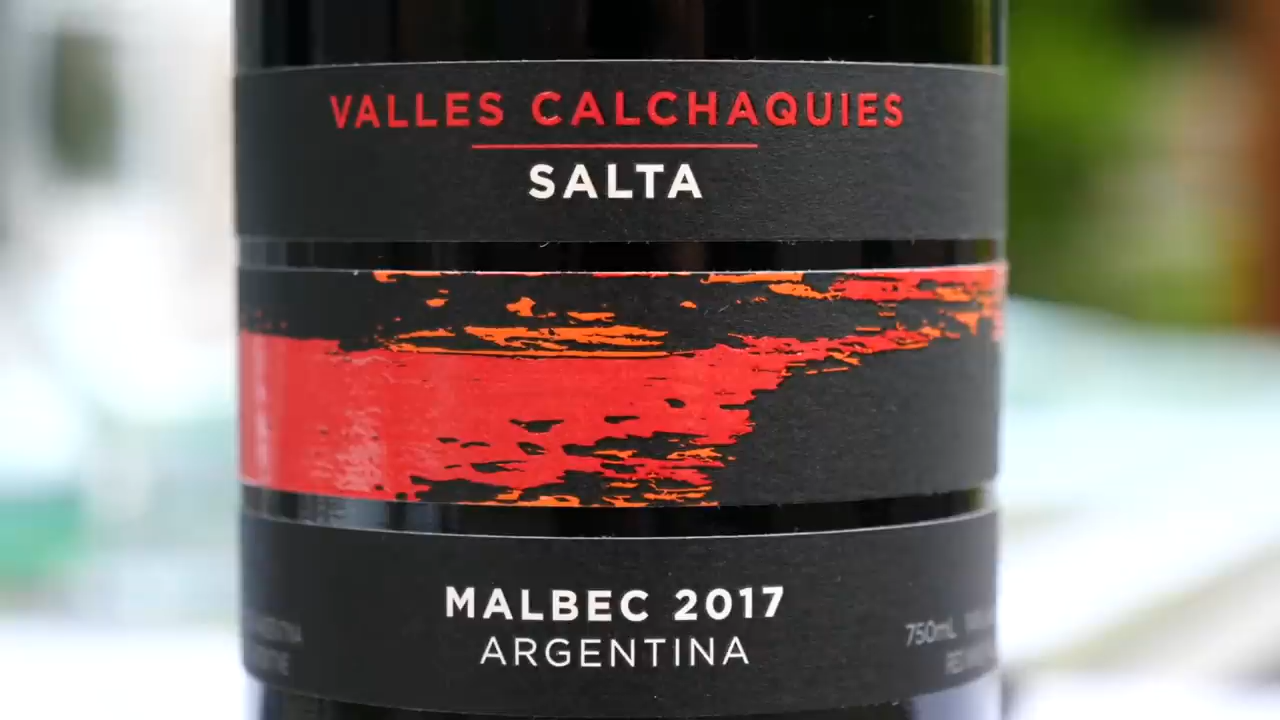 VALLES CALCHAQUIES
SALTA
MALBEC 2017
ARGENTINA
750mL